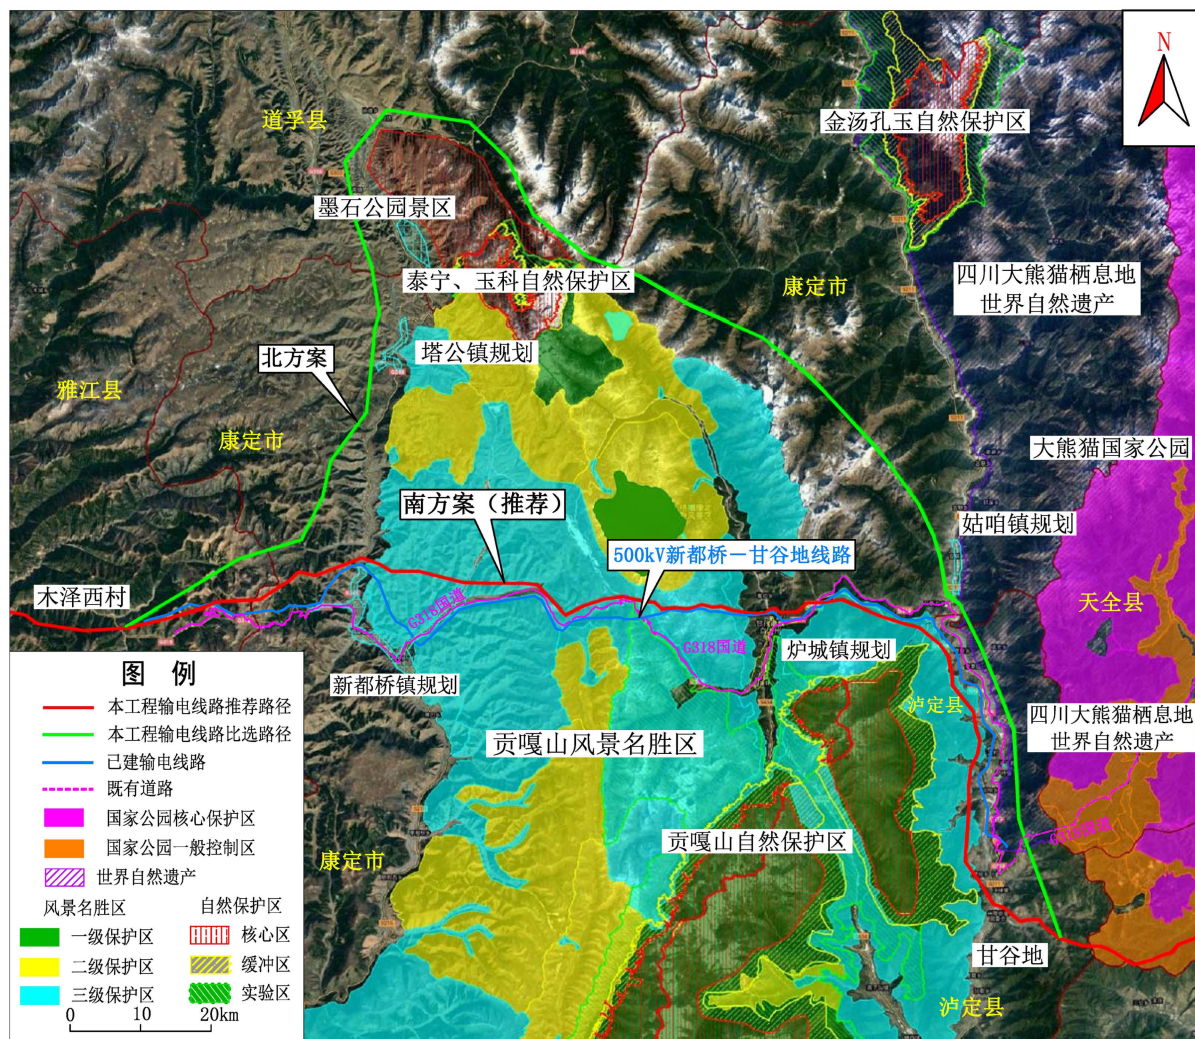 N
道孚县
金汤孔玉自然保护区
墨石公园景区
泰宁、玉科自然保护区
康定市
四川大熊猫栖息地
世界自然遗产
塔公镇规划
北方案
雅江县
康定市
大熊猫国家公园
南方案（推荐）
姑咱镇规划
500kV新都桥－甘谷地线路
木泽西村
天全县
G318国道
G318国道
炉城镇规划
新都桥镇规划
泸定县
四川大熊猫栖息地
世界自然遗产
贡嘎山风景名胜区
G318国道
贡嘎山自然保护区
康定市
甘谷地
泸定县
图 例
本工程输电线路推荐路径
本工程输电线路比选路径
已建输电线路
既有道路
国家公园核心保护区
国家公园一般控制区
世界自然遗产
风景名胜区
自然保护区
一级保护区
核心区
二级保护区
缓冲区
三级保护区
实验区
0 10 20km